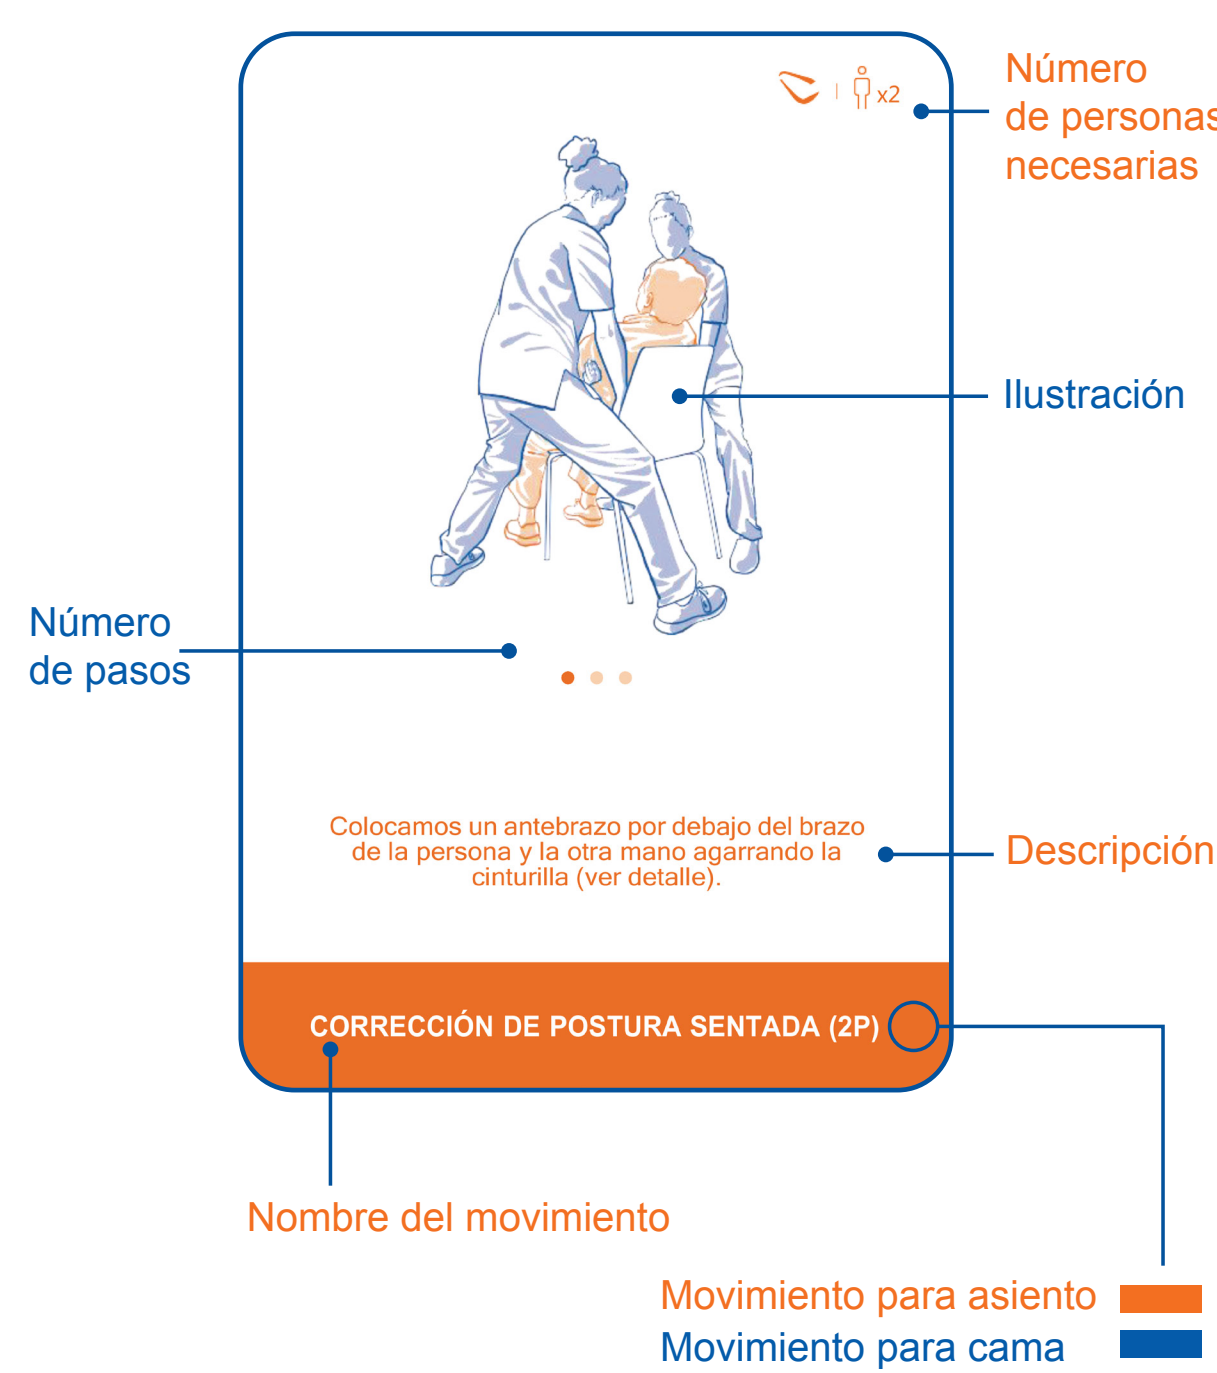 x2
Número
de personas
necesarias
Ilustración
Número
de pasos
Colocamos un antebrazo por debajo del brazo
de la persona y la otra mano agarrando la
cinturilla (ver detalle).
Descripción
CORRECCIÓN DE POSTURA SENTADA (2P)
Nombre del movimiento
Movimiento para asiento
Movimiento para cama